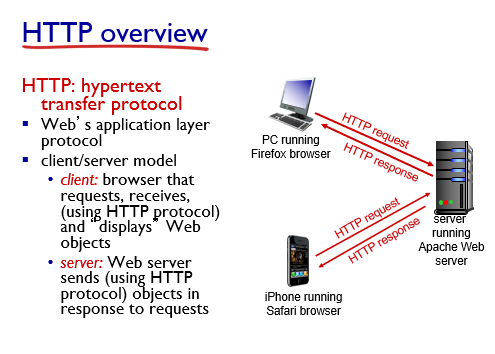 HTTP overview
HTTP: hypertext
transfer protocol
Web’s application layer
protocol
client/server model
client: browser that
requests, receives,
(using HTTP protocol)
and “displays” Web
objects
server: Web server
sends (using HTTP
protocol) objects in
response to requests
PC running
Firefox browser
HTTP request
HTTP response
server
running
Apache Web
server
HTTP request
HTTP response
iPhone running
Safari browser